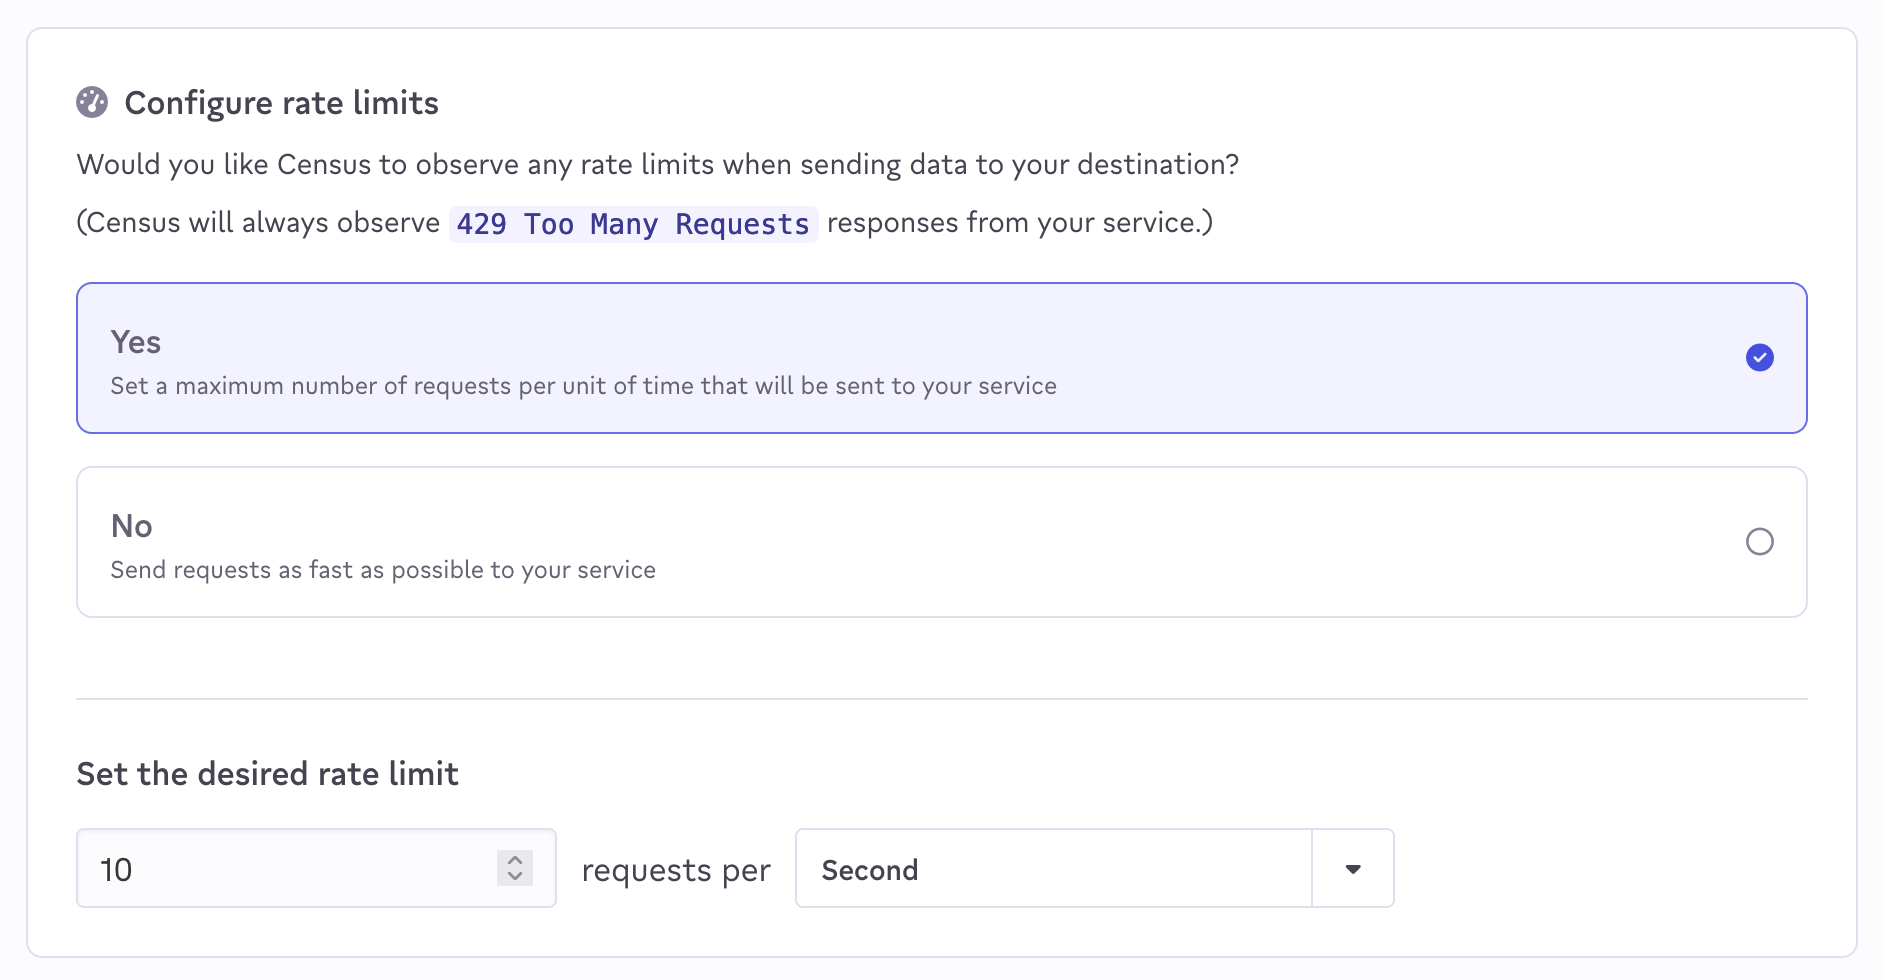 Configure rate limits
Would you like Census to observe any rate limits when sending data to your destination?
(Census will always observe 429 Too Many Requests responses from your service.)
Yes
Set a maximum number of requests per unit of time that will be sent to your service
No
Send requests as fast as possible to your service
Set the desired rate limit
10 requests per Second